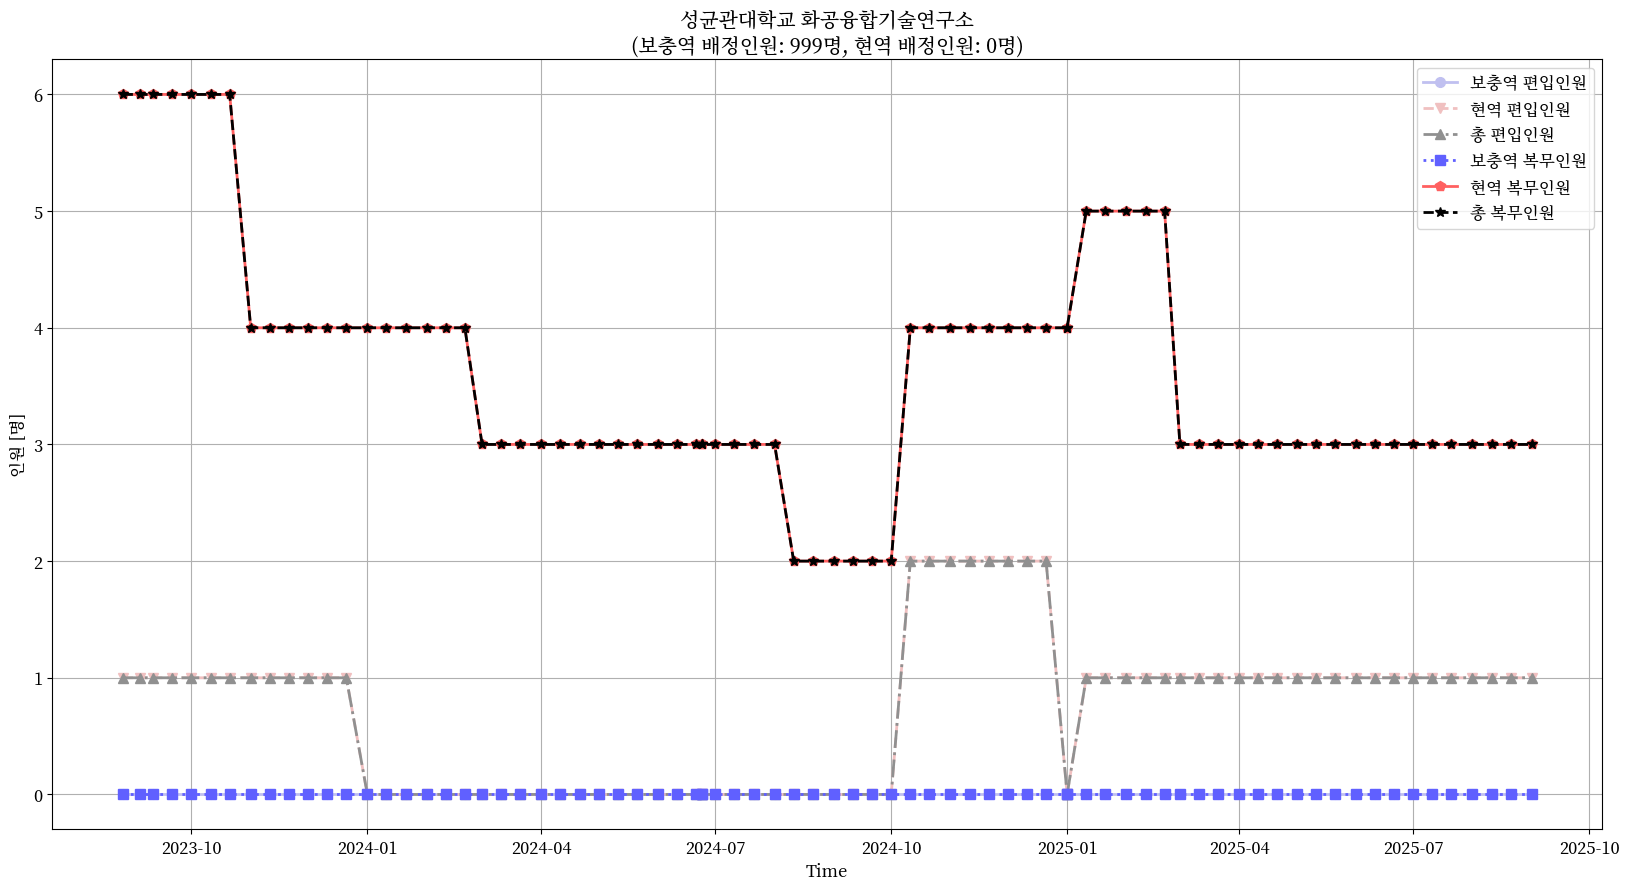 성균관대학교 화공융합기술연구소
(보충역 배정인원: 999명, 현역 배정인원: 0명)
보충역 편입인원
현역 편입인원
총 편입인원
보충역 복무인원
현역 복무인원
총 복무인원
인원 [명]
6
5
4
3
2
1
0
2023-10
2024-01
2024-04
2024-07
2024-10
2025-01
2025-04
2025-07
2025-10
Time